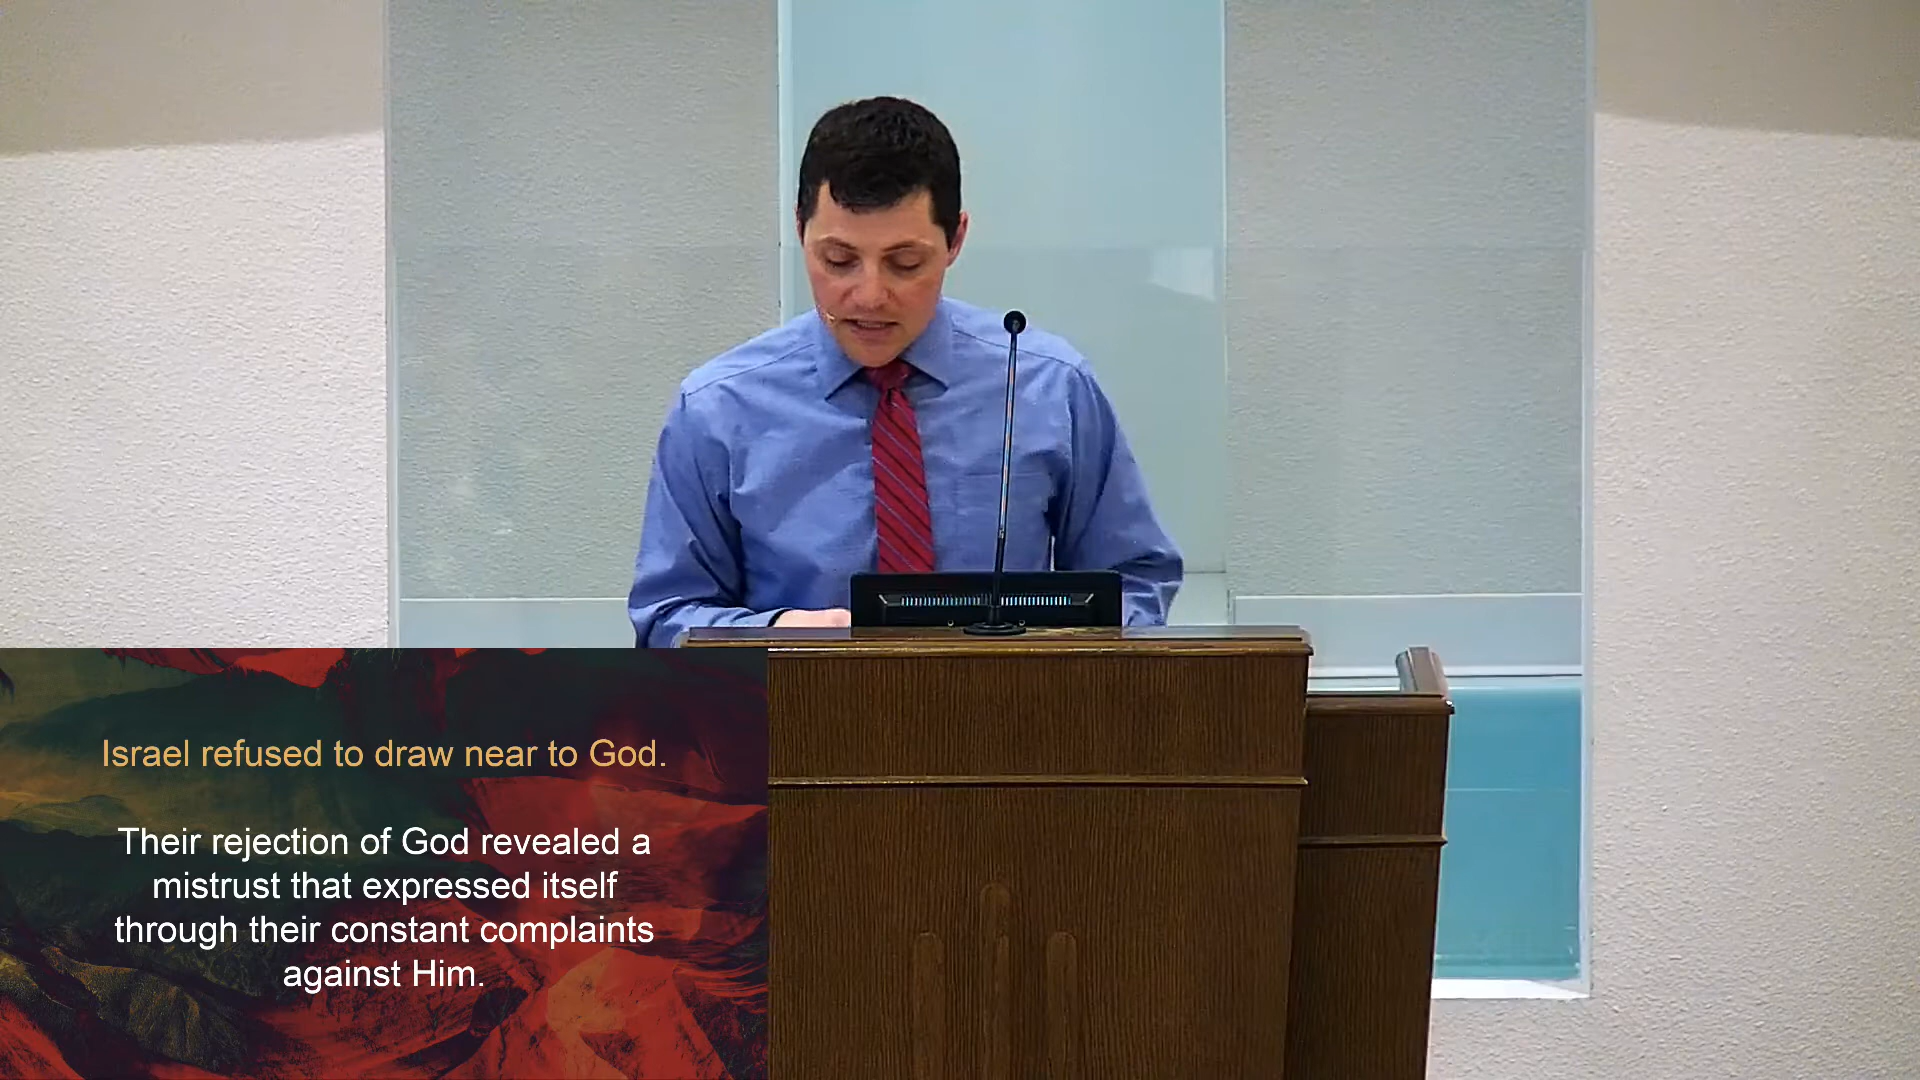 Israel refused to draw near to God.
Their rejection of God revealed a
mistrust that expressed itself
through their constant complaints
against Him.